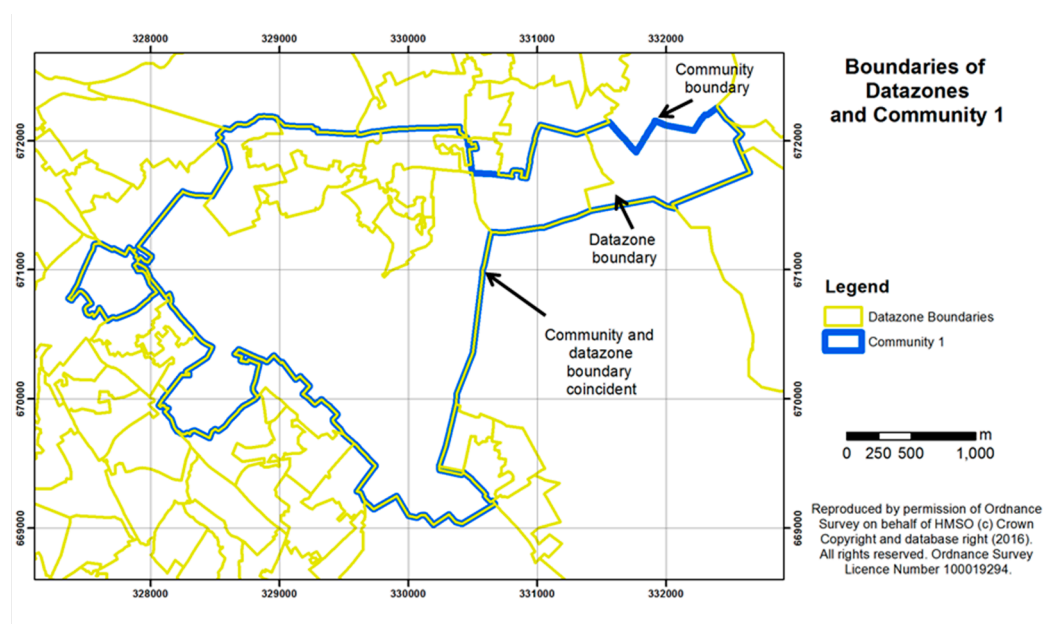 Boundaries of
Datazones
and Community 1
328000 329000 330000 331000 332000
672000 672000
671000 671000
670000 670000
669000 669000
Community
boundary
Datazone
boundary
Community and
datazone
boundary
coincident
328000 329000 330000 331000 332000
Legend
Datazone Boundaries
Community 1
m
0 250 500 1,000
Reproduced by permission of Ordnance
Survey on behalf of HMSO (c) Crown
Copyright and database right (2016).
All rights reserved. Ordnance Survey
Licence Number 100019294.